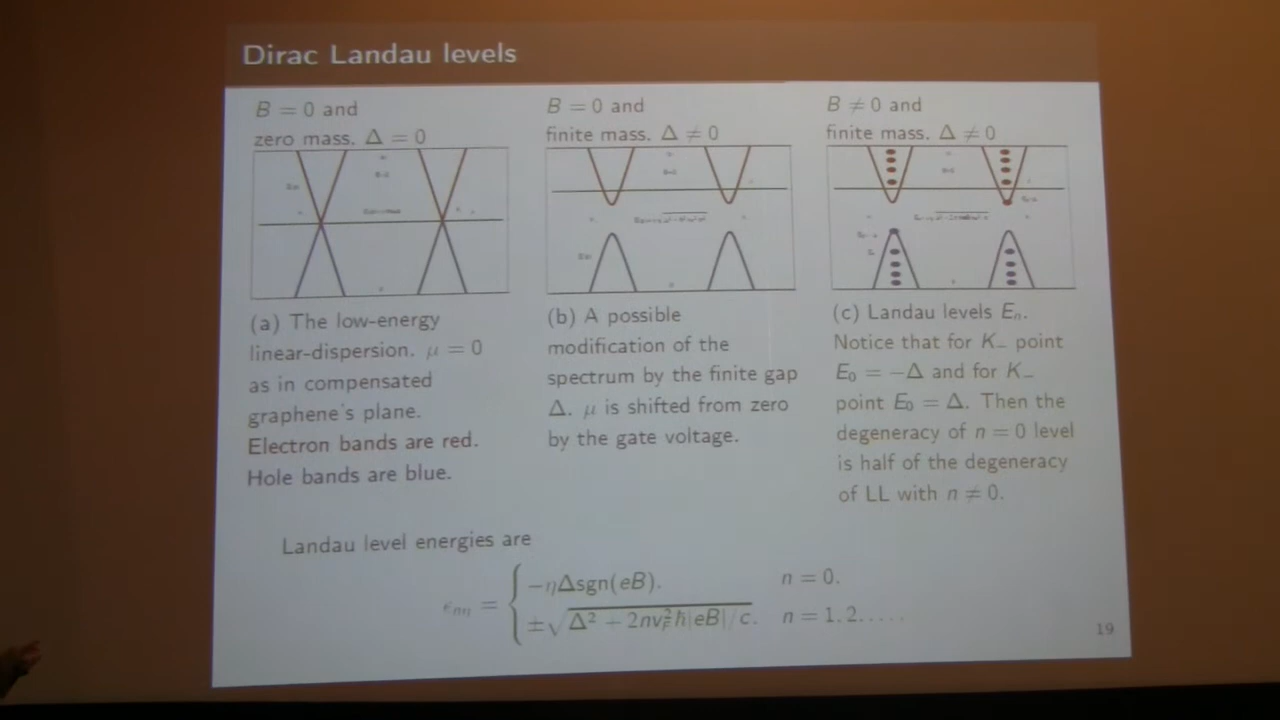 Dirac Landau levels
B = 0 and
zero mass. Δ = 0
B = 0 and
finite mass. Δ ≠ 0
B ≠ 0 and
finite mass. Δ ≠ 0
(a) The low-energy
linear-dispersion. μ = 0
as in compensated
graphene's plane.
Electron bands are red.
Hole bands are blue.
(b) A possible
modification of the
spectrum by the finite gap
Δ. μ is shifted from zero
by the gate voltage.
(c) Landau levels Eₙ.
Notice that for K₋ point
E₀ = −Δ and for K₋
point E₀ = Δ. Then the
degeneracy of n = 0 level
is half of the degeneracy
of LL with n ≠ 0.
Landau level energies are
ϵₙη = { −ηΔsgn(eB). n = 0.
±√Δ² − 2nv_F²ħ|eB|/c. n = 1. 2. . . . .
19